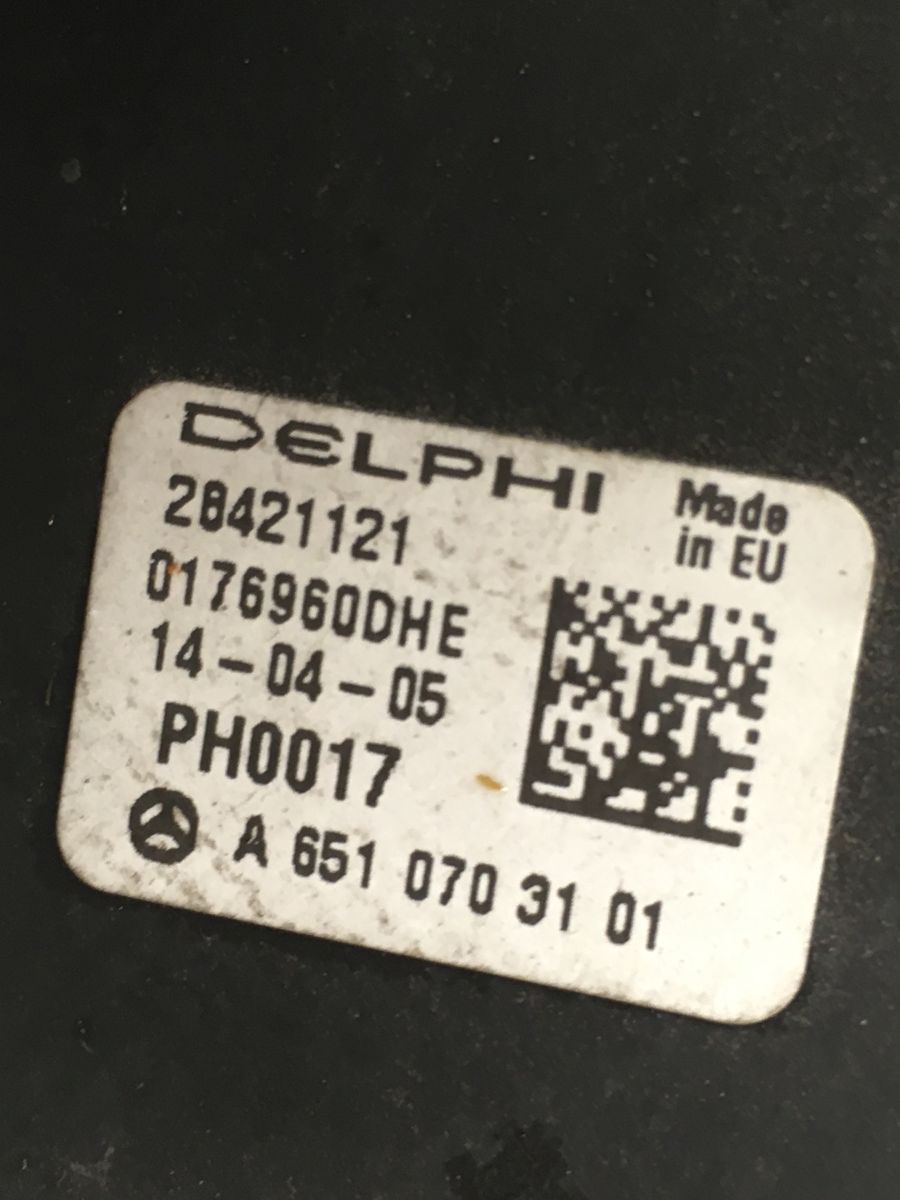 DELPHI
Made
in EU
28421121
0176960DHE
14-04-05
PH0017
A 651 070 31 01